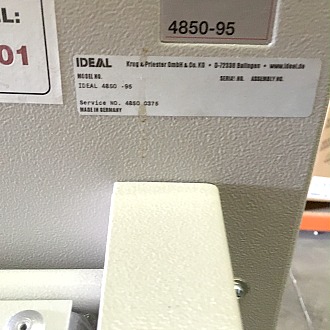 L:
01
4850-95
IDEAL Krug & Priester GmbH & Co. KG • D-72336 Balingen • www.ideal.de
MODEL NO. SERIAL NO. ASSEMBLY NO.
IDEAL 4850 -95
Service NO. 4850 0376
MADE IN GERMANY